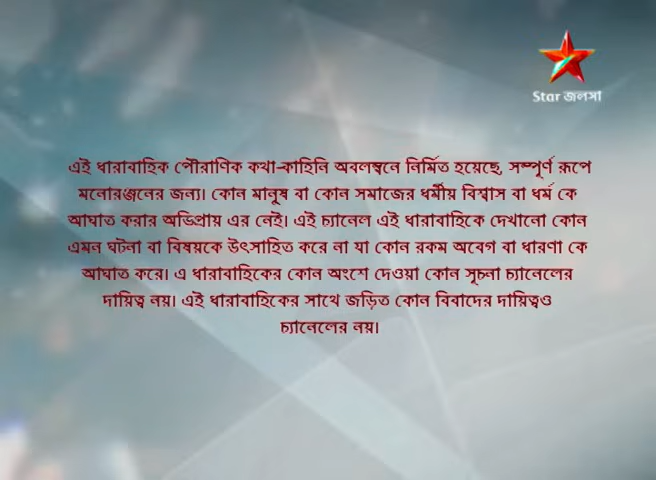 Star জলসা
এই ধারাবাহিক পৌরাণিক কথা-কাহিনি অবলম্বনে নির্মিত হয়েছে, সম্পূর্ণ রূপে
মনোরঞ্জনের জন্য। কোন মানুষ বা কোন সমাজের ধর্মীয় বিশ্বাস বা ধর্ম কে
আঘাত করার অভিপ্রায় এর নেই। এই চ্যানেল এই ধারাবাহিকে দেখানো কোন
এমন ঘটনা বা বিষয়কে উৎসাহিত করে না যা কোন রকম অবেগ বা ধারণা কে
আঘাত করে। এ ধারাবাহিকের কোন অংশে দেওয়া কোন সূচনা চ্যানেলের
দায়িত্ব নয়। এই ধারাবাহিকের সাথে জড়িত কোন বিবাদের দায়িত্বও
চ্যানেলের নয়।